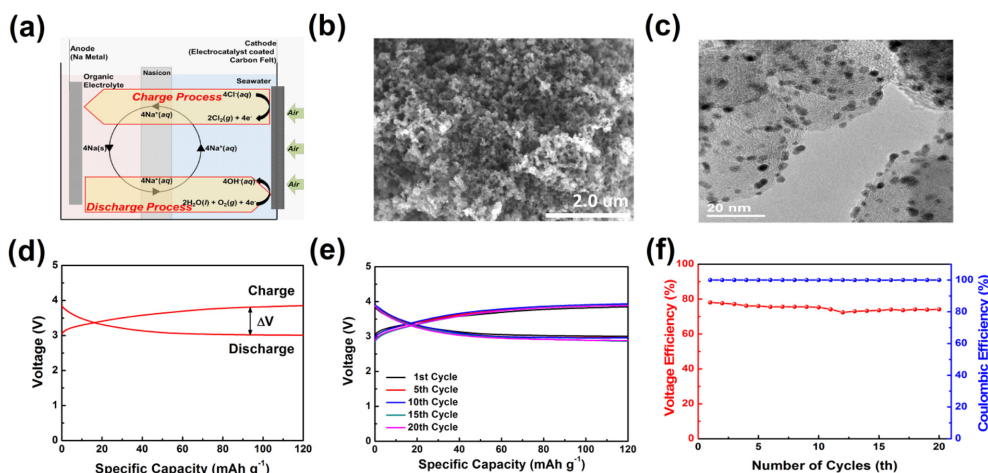 (a)
Anode
(Na Metal)
Cathode
(Electrocatalyst coated
Carbon Felt)
Organic
Electrolyte
Nasicon
Seawater
Charge Process
4Cl⁻(aq)
4Na⁺(aq)
2Cl₂(g) + 4e⁻
Air
4Na(s)
4Na⁺(aq)
Air
4Na⁺(aq)
4OH⁻(aq)
Air
2H₂O(l) + O₂(g) + 4e⁻
Discharge Process
(b)
2.0 um
(c)
20 nm
(d)
Voltage (V)
5
4
3
2
1
0
Charge
ΔV
Discharge
0 20 40 60 80 100 120
Specific Capacity (mAh g⁻¹)
(e)
Voltage (V)
5
4
3
2
1
0
1st Cycle
5th Cycle
10th Cycle
15th Cycle
20th Cycle
0 20 40 60 80 100 120
Specific Capacity (mAh g⁻¹)
(f)
Voltage Efficiency (%)
100
80
60
40
20
0
Coulombic Efficiency (%)
100
80
60
40
20
0
0 5 10 15 20
Number of Cycles (th)